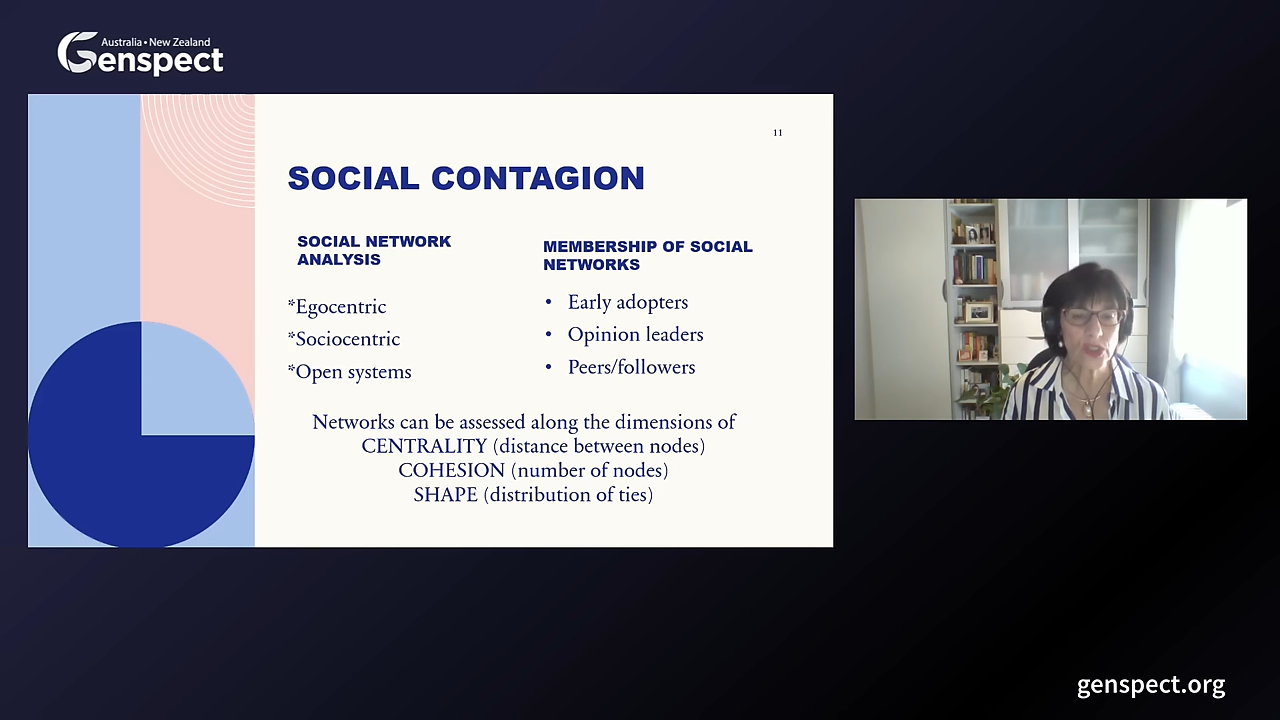 Australia • New Zealand
Genspect
11
SOCIAL CONTAGION
SOCIAL NETWORK
ANALYSIS
*Egocentric
*Sociocentric
*Open systems
MEMBERSHIP OF SOCIAL
NETWORKS
• Early adopters
• Opinion leaders
• Peers/followers
Networks can be assessed along the dimensions of
CENTRALITY (distance between nodes)
COHESION (number of nodes)
SHAPE (distribution of ties)
genspect.org